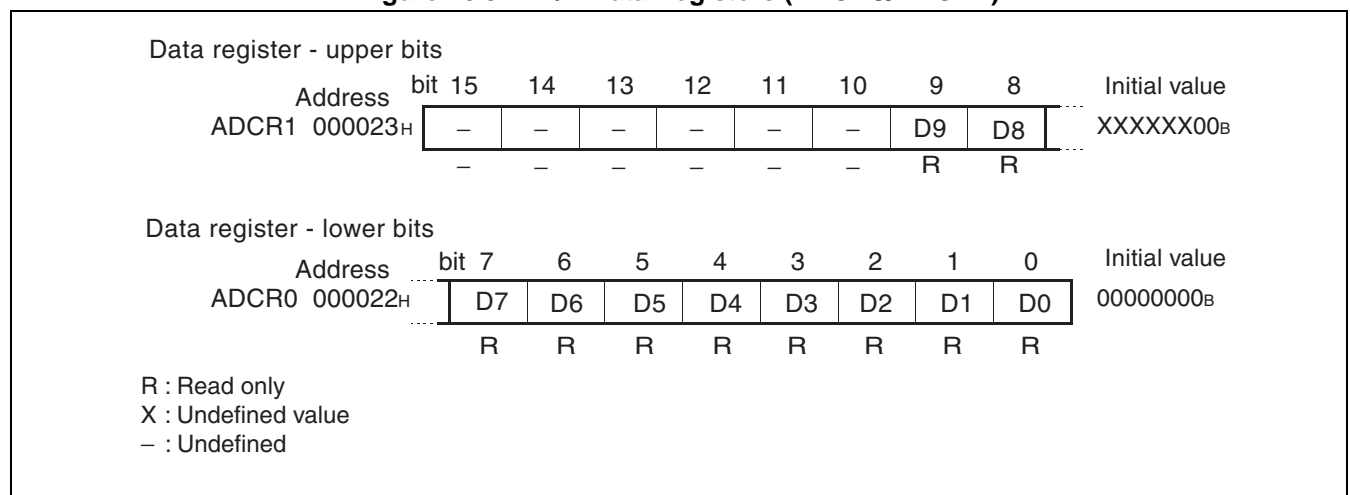 Data register - upper bits
Address bit 15 14 13 12 11 10 9 8 Initial value
ADCR1 000023H – – – – – – D9 D8 XXXXXX00B
– – – – – – R R
Data register - lower bits
Address bit 7 6 5 4 3 2 1 0 Initial value
ADCR0 000022H D7 D6 D5 D4 D3 D2 D1 D0 00000000B
R R R R R R R R
R : Read only
X : Undefined value
– : Undefined